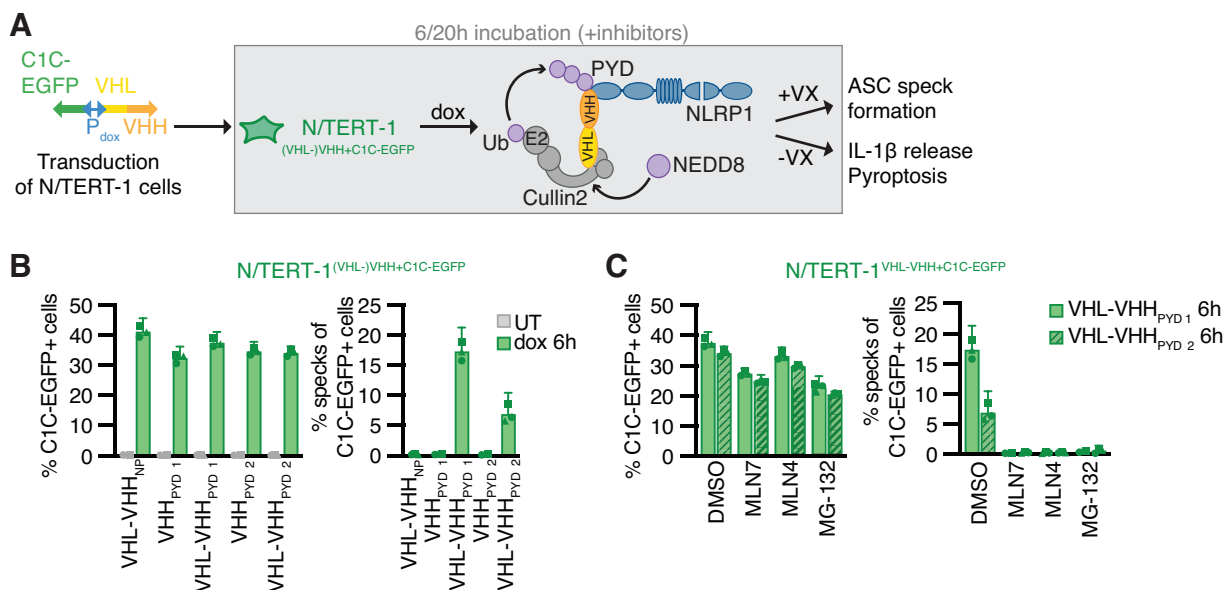 A
C1C-
EGFP
VHL
Pdox
VHH
Transduction
of N/TERT-1 cells
6/20h incubation (+inhibitors)
N/TERT-1
(VHL-)VHH+C1C-EGFP
dox
Ub
E2
PYD
VHH
VHL
NLRP1
Cullin2
NEDD8
+VX
-VX
ASC speck
formation
IL-1β release
Pyroptosis
B
N/TERT-1(VHL-)VHH+C1C-EGFP
% C1C-EGFP+ cells
50
40
30
20
10
0
VHL-VHHNP
VHHPYD 1
VHL-VHHPYD 1
VHHPYD 2
VHL-VHHPYD 2
% specks of
C1C-EGFP+ cells
25
20
15
10
5
0
VHL-VHHNP
VHHPYD 1
VHL-VHHPYD 1
VHHPYD 2
VHL-VHHPYD 2
UT
dox 6h
C
N/TERT-1VHL-VHH+C1C-EGFP
% C1C-EGFP+ cells
50
40
30
20
10
0
DMSO
MLN7
MLN4
MG-132
% specks of
C1C-EGFP+ cells
25
20
15
10
5
0
DMSO
MLN7
MLN4
MG-132
VHL-VHHPYD 1 6h
VHL-VHHPYD 2 6h